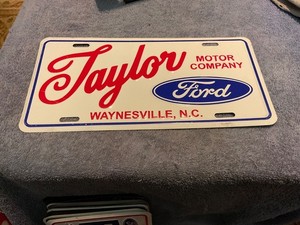 Taylor
MOTOR
COMPANY
Ford
WAYNESVILLE, N.C.